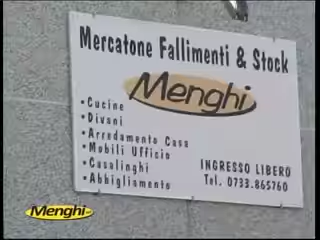 Mercatone Fallimenti & Stock
Menghi
•Cucine
•Divani
•Arredamento Casa
•Mobili Ufficio
•Casalinghi
•Abbigliamento
INGRESSO LIBERO
Tel. 0733.865760
Menghi